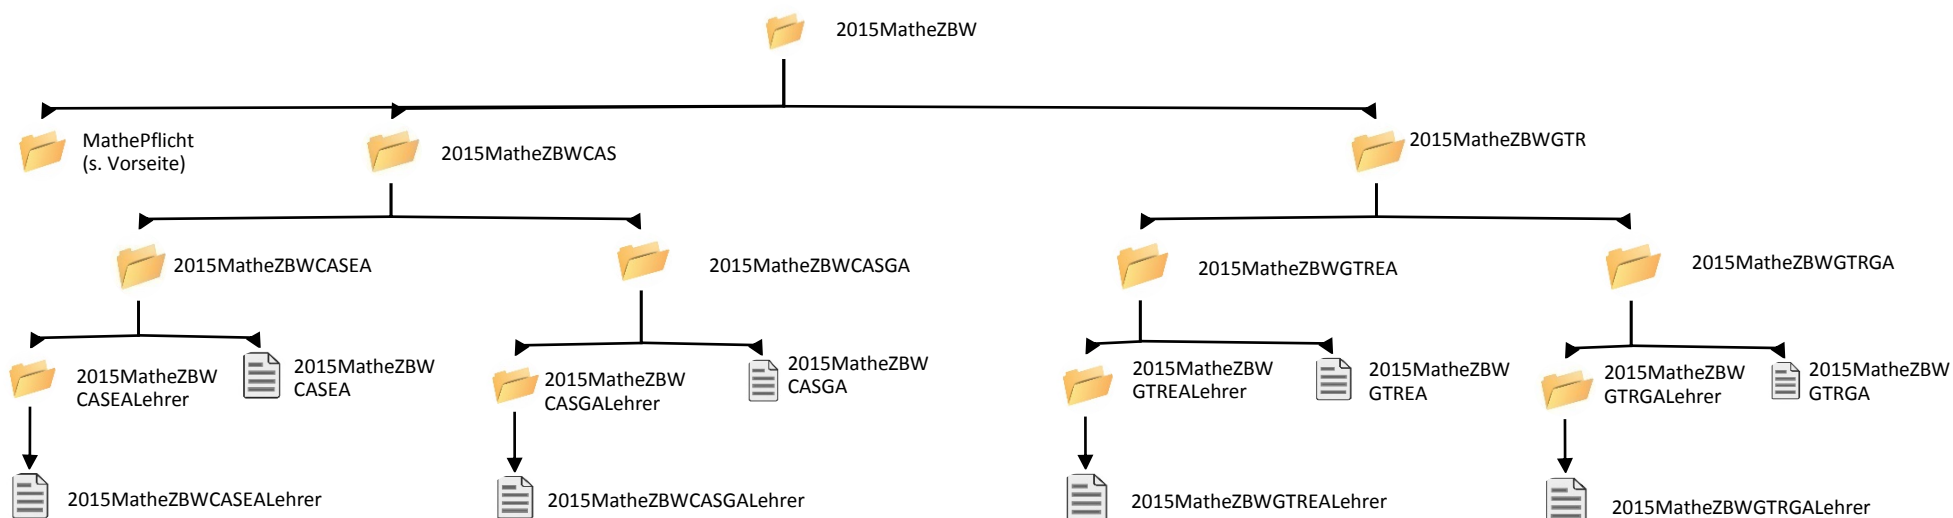 2015MatheZBW
MathePflicht
(s. Vorseite)
2015MatheZBWCAS
2015MatheZBWGTR
2015MatheZBWCASEA
2015MatheZBWCASGA
2015MatheZBWGTREA
2015MatheZBWGTRGA
2015MatheZBW
CASEALehrer
2015MatheZBW
CASEA
2015MatheZBW
CASGALehrer
2015MatheZBW
CASGA
2015MatheZBW
GTREALehrer
2015MatheZBW
GTREA
2015MatheZBW
GTRGALehrer
2015MatheZBW
GTRGA
2015MatheZBWCASEALehrer
2015MatheZBWCASGALehrer
2015MatheZBWGTREALehrer
2015MatheZBWGTRGALehrer